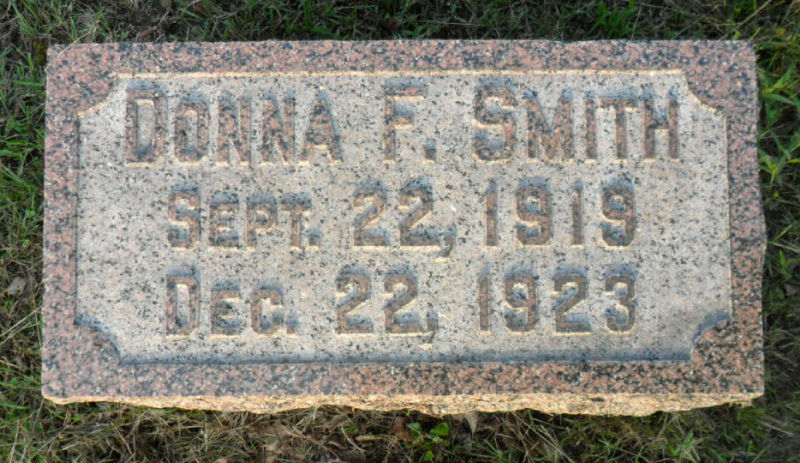 Donna F. Smith
Sept. 22, 1919
Dec. 22, 1923